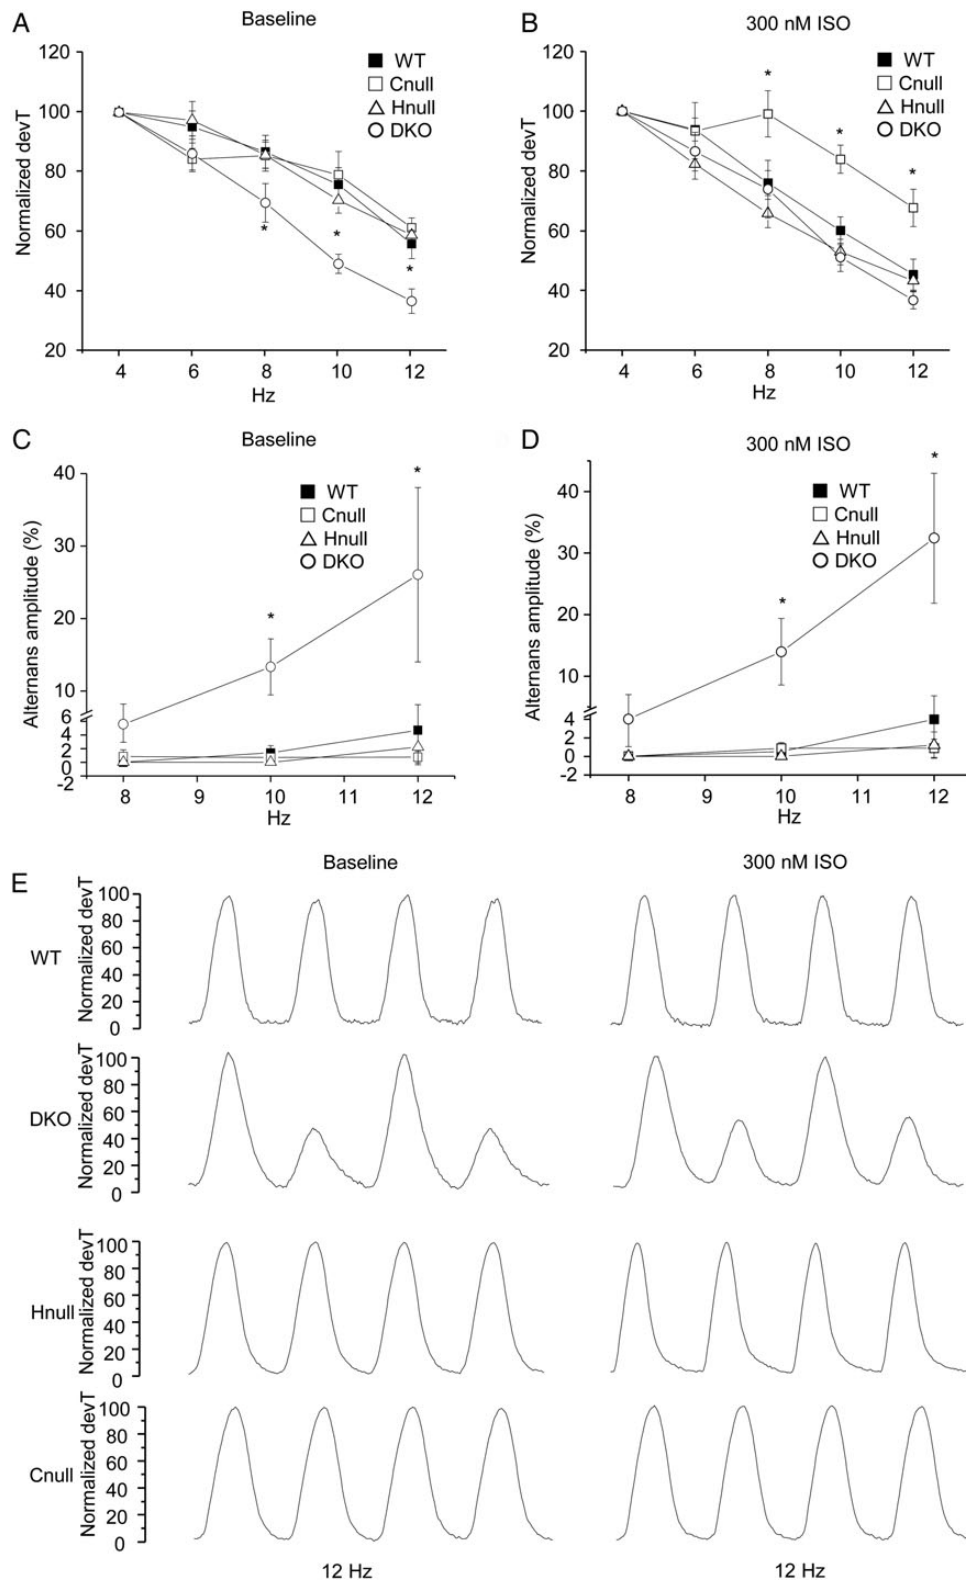 A
Baseline
Normalized devT
120
100
80
60
40
20
WT
Cnull
Hnull
DKO
*
*
*
4
6
8
10
12
Hz
B
300 nM ISO
Normalized devT
120
100
80
60
40
20
WT
Cnull
Hnull
DKO
*
*
*
4
6
8
10
12
Hz
C
Baseline
Alternans amplitude (%)
40
30
20
10
6
4
2
0
-2
WT
Cnull
Hnull
DKO
*
*
8
9
10
11
12
Hz
D
300 nM ISO
Alternans amplitude (%)
40
30
20
10
4
2
0
-2
WT
Cnull
Hnull
DKO
*
*
8
9
10
11
12
Hz
E
Baseline
300 nM ISO
WT
Normalized devT
100
80
60
40
20
0
DKO
Normalized devT
100
80
60
40
20
0
Hnull
Normalized devT
100
80
60
40
20
0
Cnull
Normalized devT
100
80
60
40
20
0
12 Hz
12 Hz